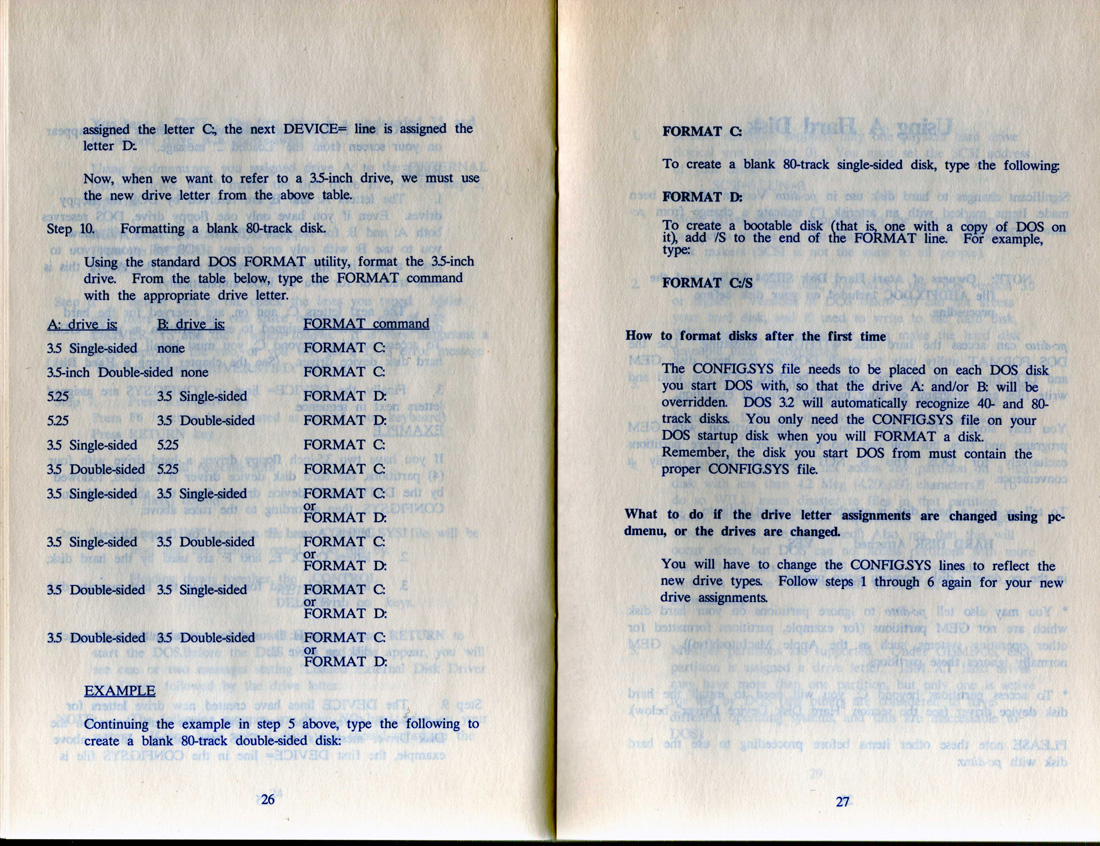 assigned the letter C:, the next DEVICE= line is assigned the
letter D:.
Now, when we want to refer to a 3.5-inch drive, we must use
the new drive letter from the above table.
Step 10. Formatting a blank 80-track disk.
Using the standard DOS FORMAT utility, format the 3.5-inch
drive. From the table below, type the FORMAT command
with the appropriate drive letter.
A: drive is: B: drive is: FORMAT command
3.5 Single-sided none FORMAT C:
3.5-inch Double-sided none FORMAT C:
5.25 3.5 Single-sided FORMAT D:
5.25 3.5 Double-sided FORMAT D:
3.5 Single-sided 5.25 FORMAT C:
3.5 Double-sided 5.25 FORMAT C:
3.5 Single-sided 3.5 Single-sided FORMAT C:
or
FORMAT D:
3.5 Single-sided 3.5 Double-sided FORMAT C:
or
FORMAT D:
3.5 Double-sided 3.5 Single-sided FORMAT C:
or
FORMAT D:
3.5 Double-sided 3.5 Double-sided FORMAT C:
or
FORMAT D:
EXAMPLE
Continuing the example in step 5 above, type the following to
create a blank 80-track double-sided disk:
26
FORMAT C:
To create a blank 80-track single-sided disk, type the following:
FORMAT D:
To create a bootable disk (that is, one with a copy of DOS on
it), add /S to the end of the FORMAT line. For example,
type:
FORMAT C:/S
How to format disks after the first time
The CONFIG.SYS file needs to be placed on each DOS disk
you start DOS with, so that the drive A: and/or B: will be
overridden. DOS 3.2 will automatically recognize 40- and 80-
track disks. You only need the CONFIG.SYS file on your
DOS startup disk when you will FORMAT a disk.
Remember, the disk you start DOS from must contain the
proper CONFIG.SYS file.
What to do if the drive letter assignments are changed using pc-
dmenu, or the drives are changed.
You will have to change the CONFIG.SYS lines to reflect the
new drive types. Follow steps 1 through 6 again for your new
drive assignments.
27